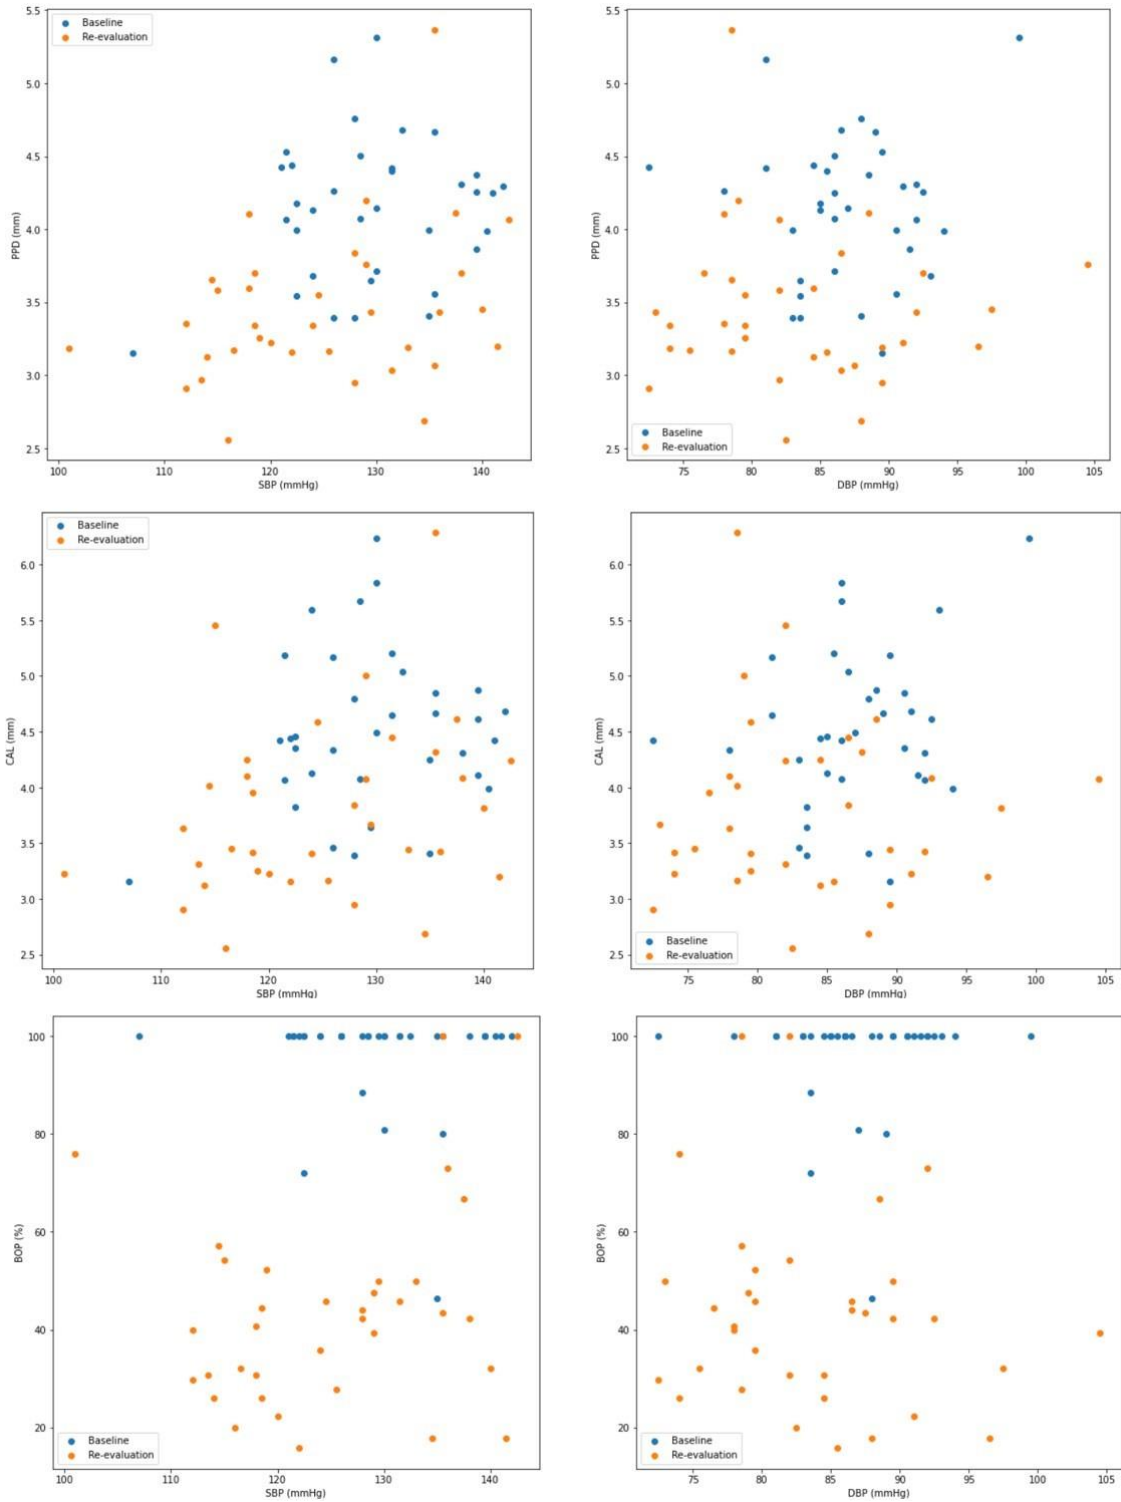 5.5
5.0
4.5
4.0
3.5
3.0
2.5
PPD (mm)
Baseline
Re-evaluation
100 110 120 130 140
SBP (mmHg)
5.5
5.0
4.5
4.0
3.5
3.0
2.5
PPD (mm)
Baseline
Re-evaluation
75 80 85 90 95 100 105
DBP (mmHg)
6.0
5.5
5.0
4.5
4.0
3.5
3.0
2.5
CAL (mm)
Baseline
Re-evaluation
100 110 120 130 140
SBP (mmHg)
6.0
5.5
5.0
4.5
4.0
3.5
3.0
2.5
CAL (mm)
Baseline
Re-evaluation
75 80 85 90 95 100 105
DBP (mmHg)
100
80
60
40
20
BOP (%)
Baseline
Re-evaluation
100 110 120 130 140
SBP (mmHg)
100
80
60
40
20
BOP (%)
Baseline
Re-evaluation
75 80 85 90 95 100 105
DBP (mmHg)